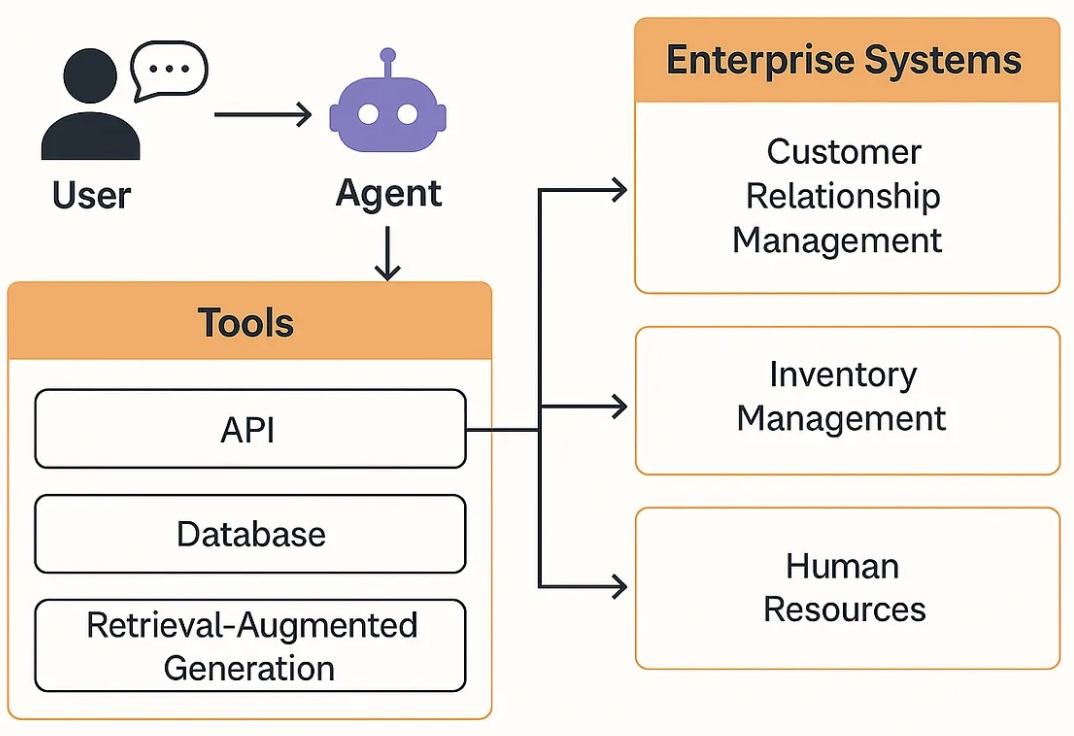 User
Agent
Tools
API
Database
Retrieval-Augmented
Generation
Enterprise Systems
Customer
Relationship
Management
Inventory
Management
Human
Resources